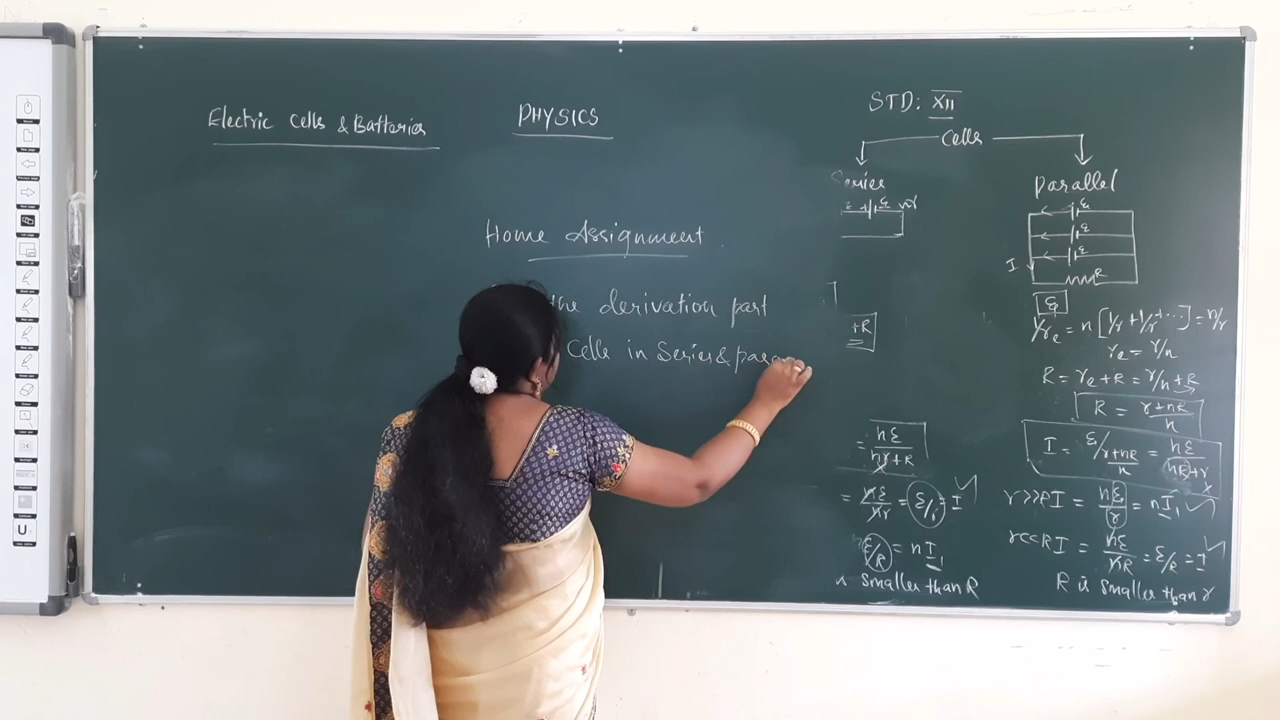 Electric Cells & Batteries
PHYSICS
STD: XII
Cells
Series
Parallel
Home Assignment.
the derivation part
Cells in Series & para
I
R
+R
1/re = n [1/r + 1/r + ...] = n/r
re = r/n
R = re + R = r/n + R
R = r+nR/n
= nε/nr+R
I = ε/r+nR/n = nε/nR+r
r>>R I = nε/r = nI1
ε/R = nI1
r<<R I = nε/nR = ε/R = I
smaller than R
R is smaller than r